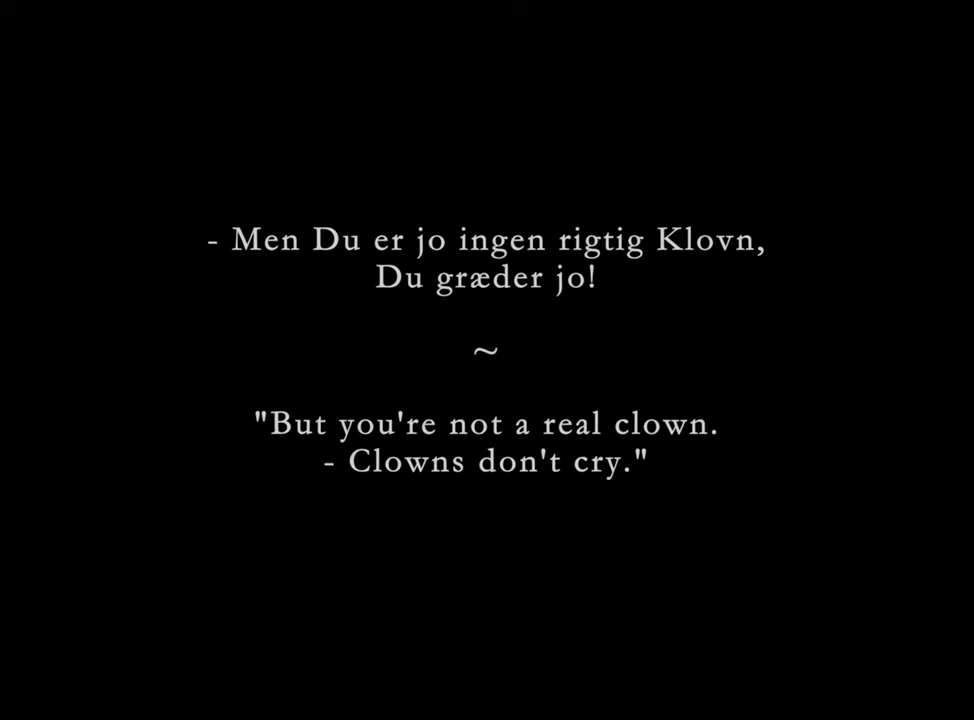 - Men Du er jo ingen rigtig Klovn,
Du græder jo!
~
"But you're not a real clown.
- Clowns don't cry."